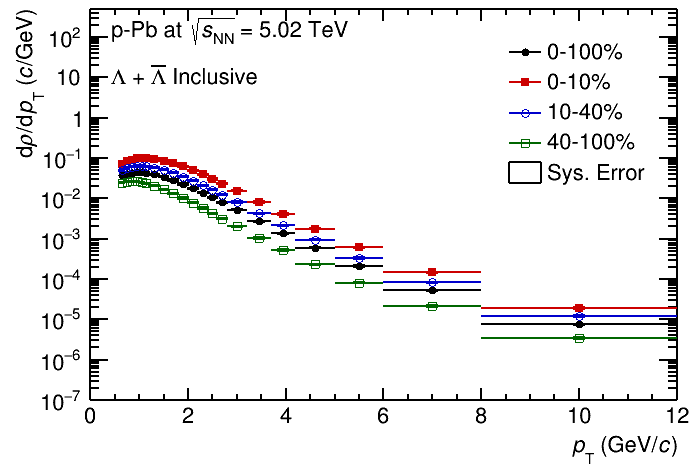 dρ/dp_T (c/GeV)
p-Pb at √s_NN = 5.02 TeV
Λ + Λ̅ Inclusive
0-100%
0-10%
10-40%
40-100%
Sys. Error
10²
10
1
10⁻¹
10⁻²
10⁻³
10⁻⁴
10⁻⁵
10⁻⁶
10⁻⁷
0 2 4 6 8 10 12
p_T (GeV/c)